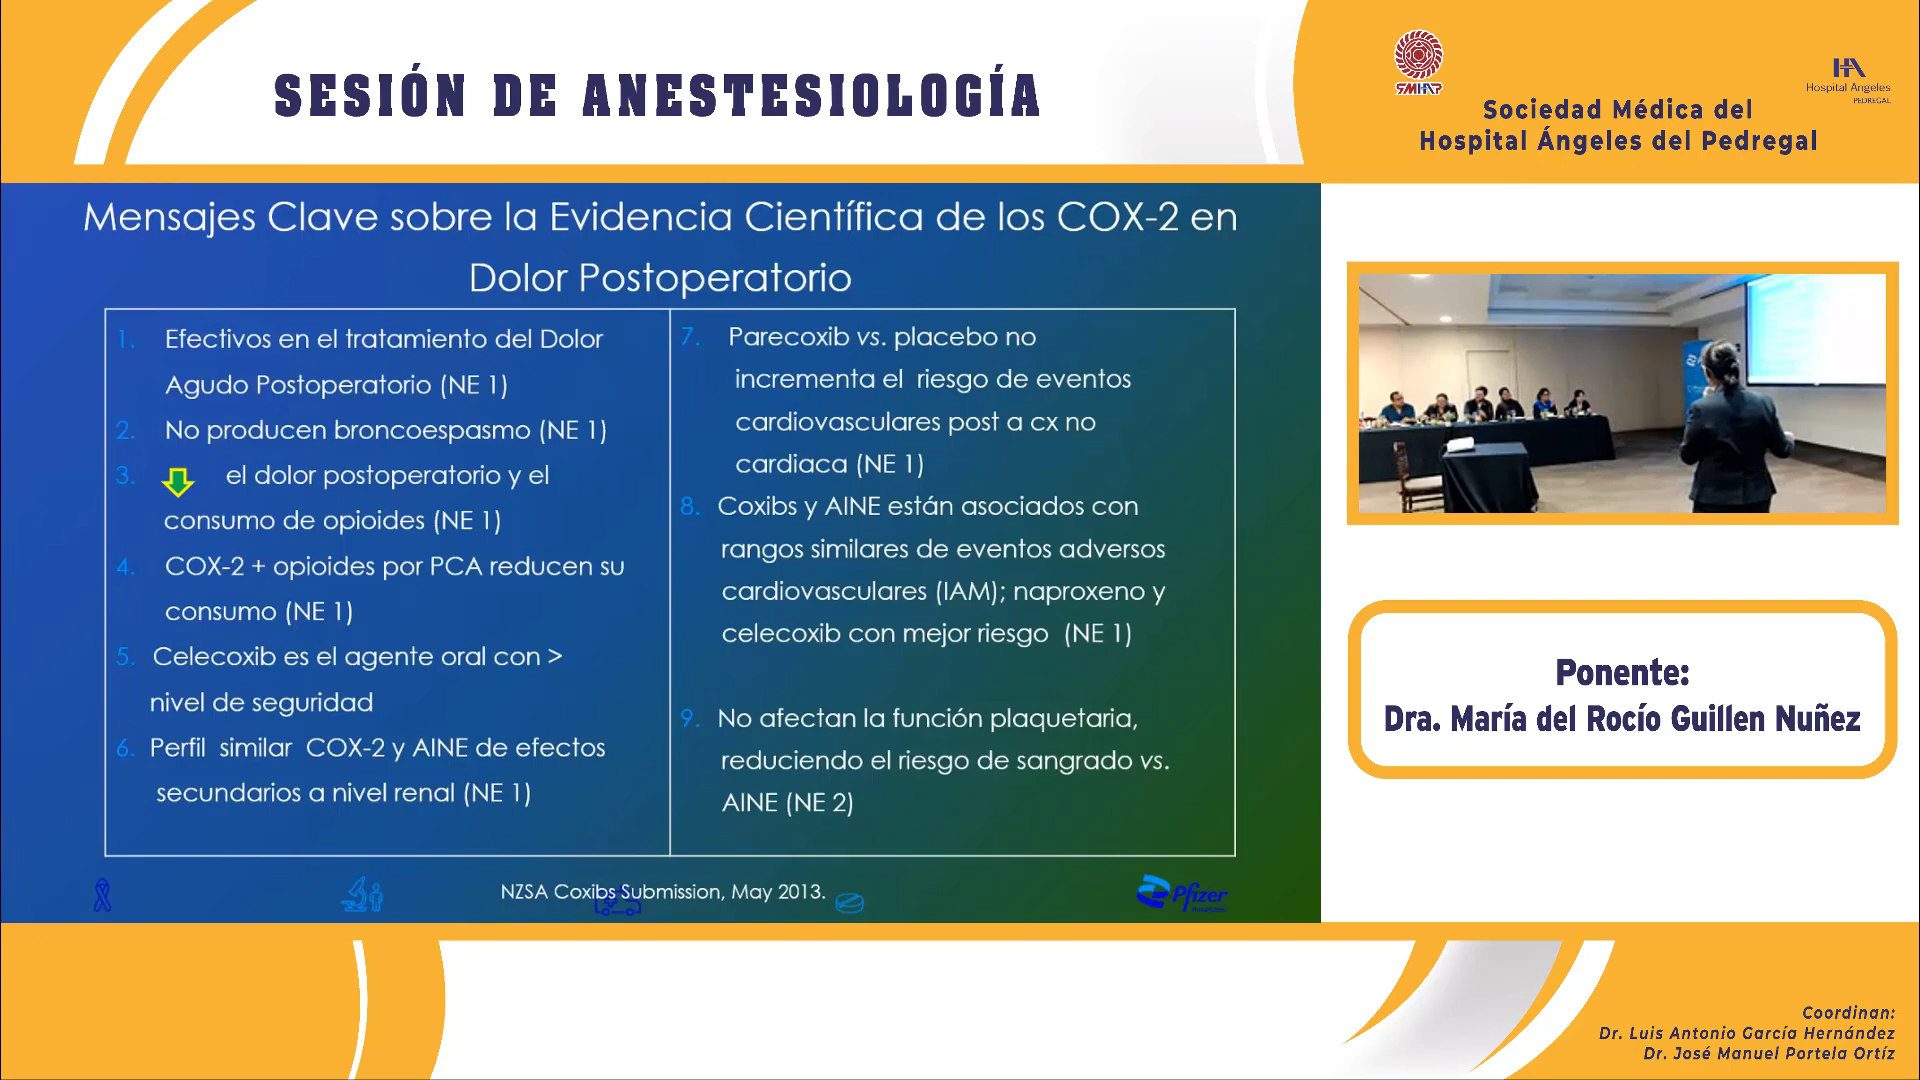 SESIÓN DE ANESTESIOLOGÍA
SMHAP
HA
Hospital Angeles
PEDREGAL
Sociedad Médica del
Hospital Ángeles del Pedregal
Mensajes Clave sobre la Evidencia Científica de los COX-2 en
Dolor Postoperatorio
1. Efectivos en el tratamiento del Dolor
Agudo Postoperatorio (NE 1)
2. No producen broncoespasmo (NE 1)
3. el dolor postoperatorio y el
consumo de opioides (NE 1)
4. COX-2 + opioides por PCA reducen su
consumo (NE 1)
5. Celecoxib es el agente oral con >
nivel de seguridad
6. Perfil similar COX-2 y AINE de efectos
secundarios a nivel renal (NE 1)
7. Parecoxib vs. placebo no
incrementa el riesgo de eventos
cardiovasculares post a cx no
cardiaca (NE 1)
8. Coxibs y AINE están asociados con
rangos similares de eventos adversos
cardiovasculares (IAM); naproxeno y
celecoxib con mejor riesgo (NE 1)
9. No afectan la función plaquetaria,
reduciendo el riesgo de sangrado vs.
AINE (NE 2)
NZSA Coxibs Submission, May 2013.
Pfizer
Ponente:
Dra. María del Rocío Guillen Nuñez
Coordinan:
Dr. Luis Antonio García Hernández
Dr. José Manuel Portela Ortíz